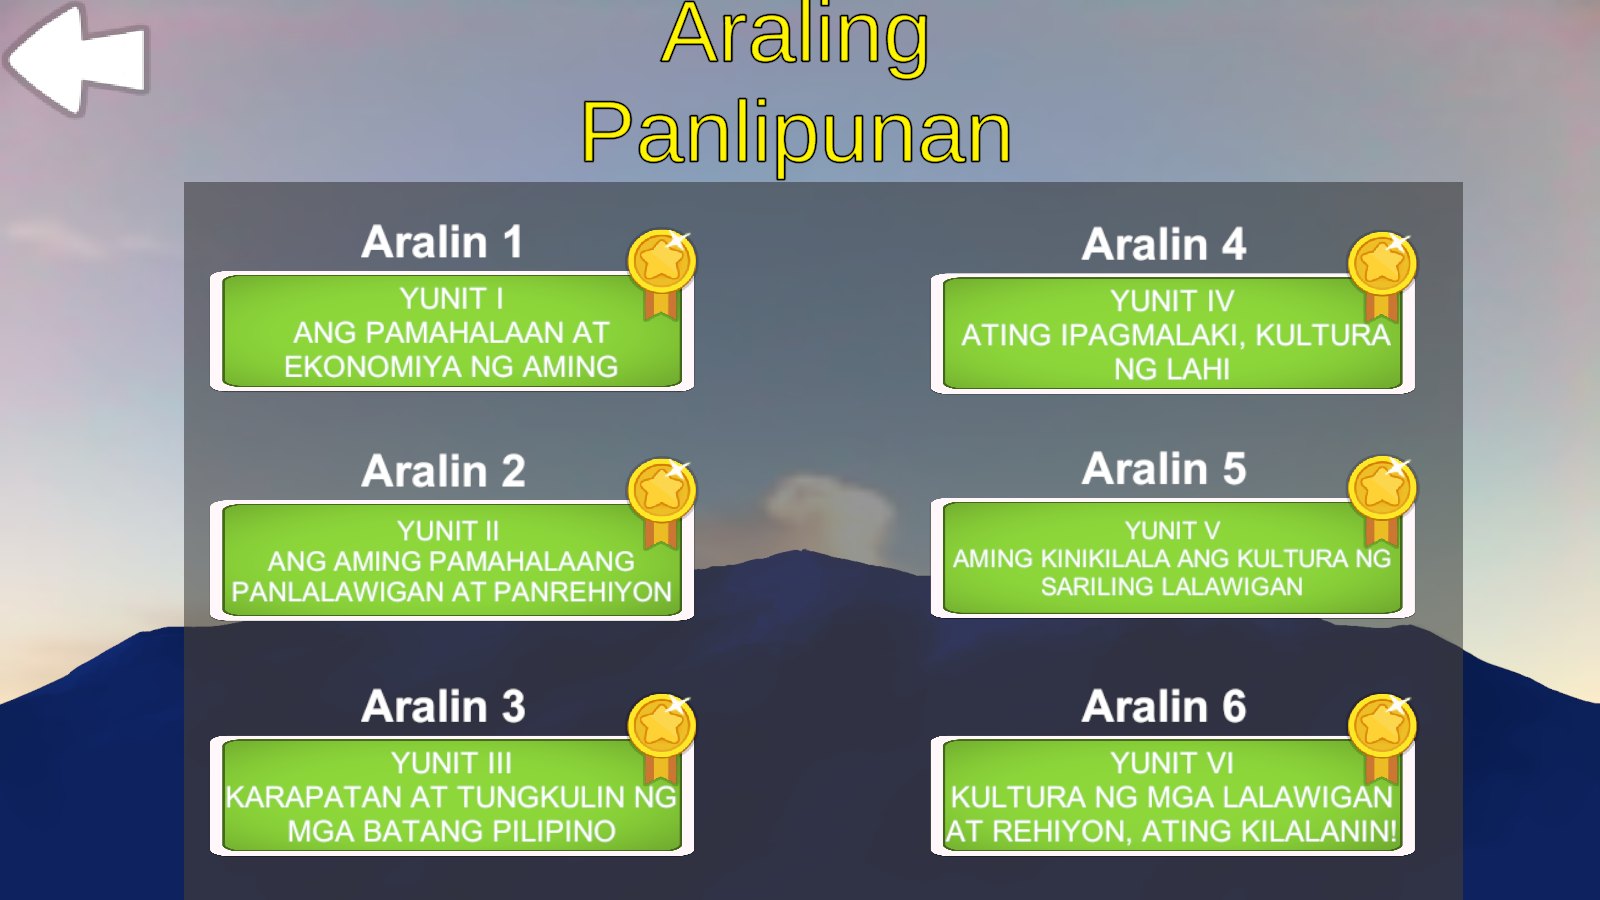 Araling
Panlipunan
Aralin 1
YUNIT I
ANG PAMAHALAAN AT
EKONOMIYA NG AMING
Aralin 2
YUNIT II
ANG AMING PAMAHALAANG
PANLALAWIGAN AT PANREHIYON
Aralin 3
YUNIT III
KARAPATAN AT TUNGKULIN NG
MGA BATANG PILIPINO
Aralin 4
YUNIT IV
ATING IPAGMALAKI, KULTURA
NG LAHI
Aralin 5
YUNIT V
AMING KINIKILALA ANG KULTURA NG
SARILING LALAWIGAN
Aralin 6
YUNIT VI
KULTURA NG MGA LALAWIGAN
AT REHIYON, ATING KILALANIN!